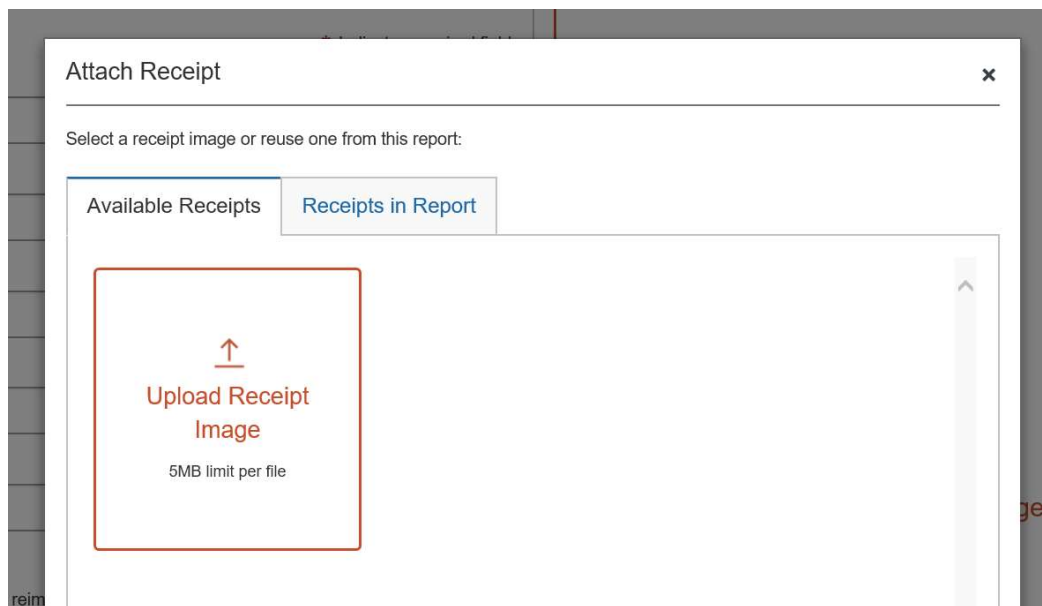 Attach Receipt ×
Select a receipt image or reuse one from this report:
Available Receipts Receipts in Report
Upload Receipt
Image
5MB limit per file